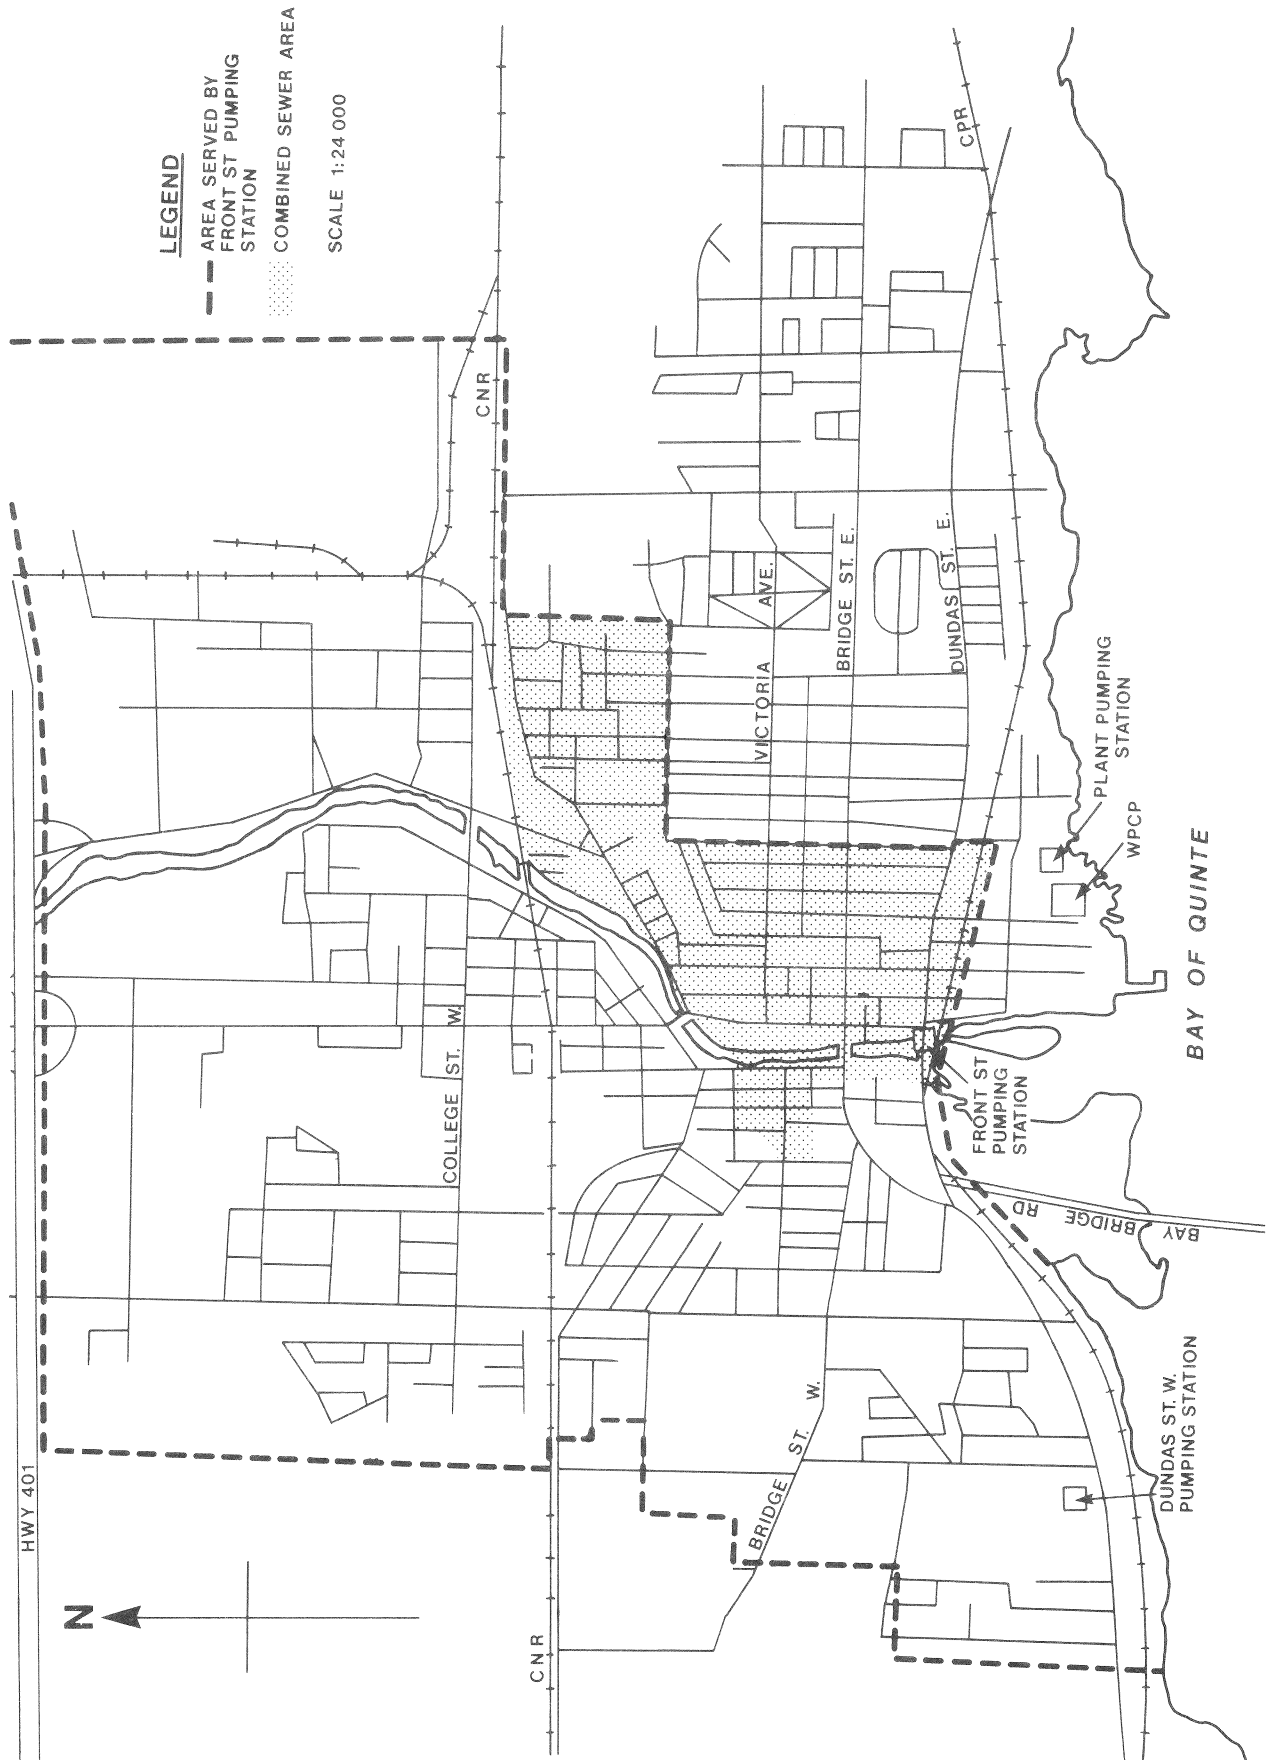 LEGEND
AREA SERVED BY
FRONT ST PUMPING
STATION
COMBINED SEWER AREA
SCALE 1:24 000
HWY 401
N
CNR
CNR
CPR
COLLEGE ST. W.
VICTORIA AVE.
BRIDGE ST. E.
DUNDAS ST. E.
BRIDGE ST. W.
PLANT PUMPING
STATION
WPCP
BAY OF QUINTE
FRONT ST
PUMPING
STATION
BAY BRIDGE RD
DUNDAS ST. W.
PUMPING STATION